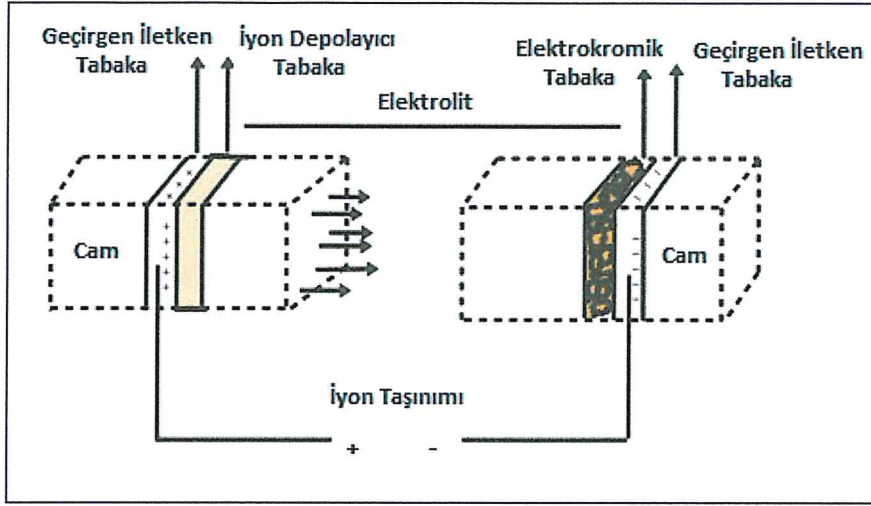 Geçirgen İletken
Tabaka
İyon Depolayıcı
Tabaka
Elektrolit
Elektrokromik
Tabaka
Geçirgen İletken
Tabaka
Cam
Cam
İyon Taşınımı
+ -